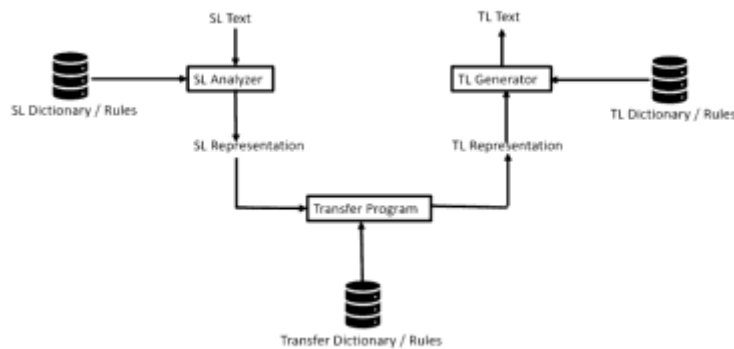 SL Text
TL Text
SL Analyzer
TL Generator
SL Dictionary / Rules
TL Dictionary / Rules
SL Representation
TL Representation
Transfer Program
Transfer Dictionary / Rules